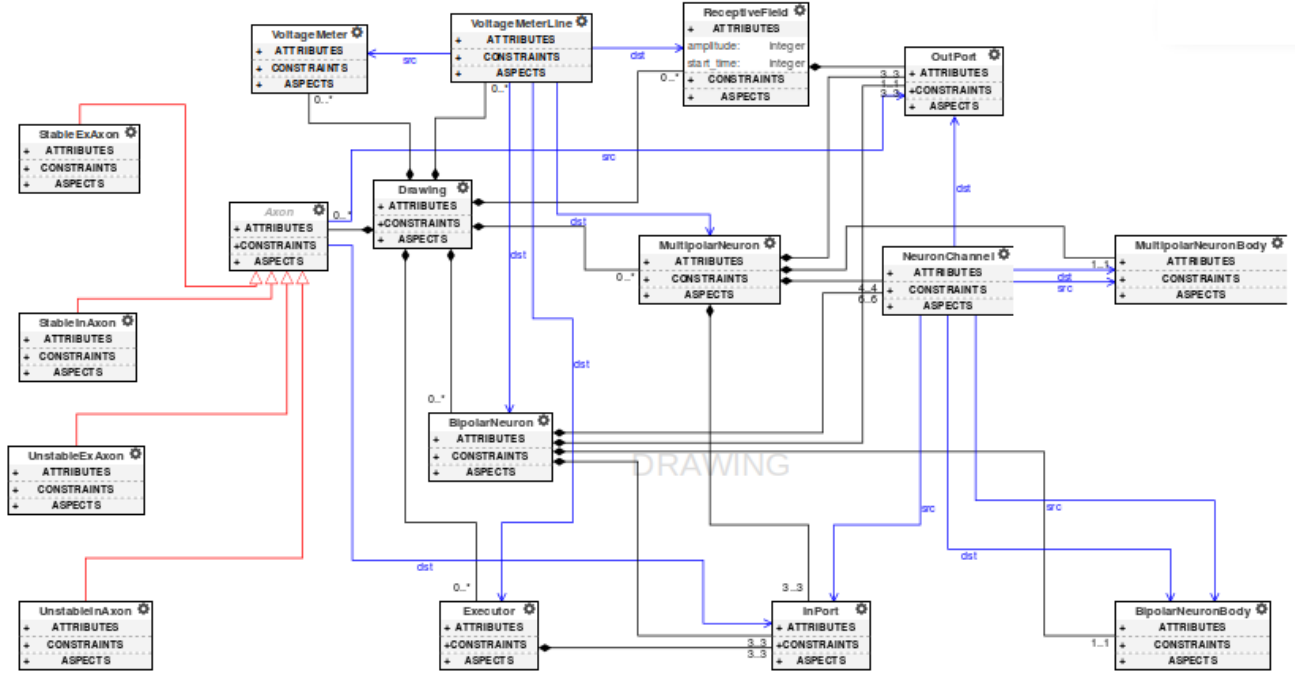 VoltageMeter
+ ATTRIBUTES
+ CONSTRAINTS
+ ASPECTS
0..*
VoltageMeterLine
+ ATTRIBUTES
+ CONSTRAINTS
+ ASPECTS
0..*
src
dst
ReceptiveField
+ ATTRIBUTES
amplitude: Integer
start_time: Integer
+ CONSTRAINTS
+ ASPECTS
0..*
OutPort
+ ATTRIBUTES
+CONSTRAINTS
+ ASPECTS
3..3
1..1
3..3
StableExAxon
+ ATTRIBUTES
+ CONSTRAINTS
+ ASPECTS
src
dst
Axon
+ ATTRIBUTES
+CONSTRAINTS
+ ASPECTS
0..*
Drawing
+ ATTRIBUTES
+CONSTRAINTS
+ ASPECTS
dst
dst
MultipolarNeuron
+ ATTRIBUTES
+ CONSTRAINTS
+ ASPECTS
0..*
NeuronChannel
+ ATTRIBUTES
+ CONSTRAINTS
+ ASPECTS
4..4
6..6
dst
src
MultipolarNeuronBody
+ ATTRIBUTES
+ CONSTRAINTS
+ ASPECTS
1..1
StableInAxon
+ ATTRIBUTES
+ CONSTRAINTS
+ ASPECTS
dst
0..*
BipolarNeuron
+ ATTRIBUTES
+ CONSTRAINTS
+ ASPECTS
DRAWING
UnstableExAxon
+ ATTRIBUTES
+ CONSTRAINTS
+ ASPECTS
src
src
dst
dst
0..*
3..3
UnstableInAxon
+ ATTRIBUTES
+ CONSTRAINTS
+ ASPECTS
Executor
+ ATTRIBUTES
+CONSTRAINTS
+ ASPECTS
InPort
+ ATTRIBUTES
+CONSTRAINTS
+ ASPECTS
3..3
3..3
BipolarNeuronBody
+ ATTRIBUTES
+ CONSTRAINTS
+ ASPECTS
1..1